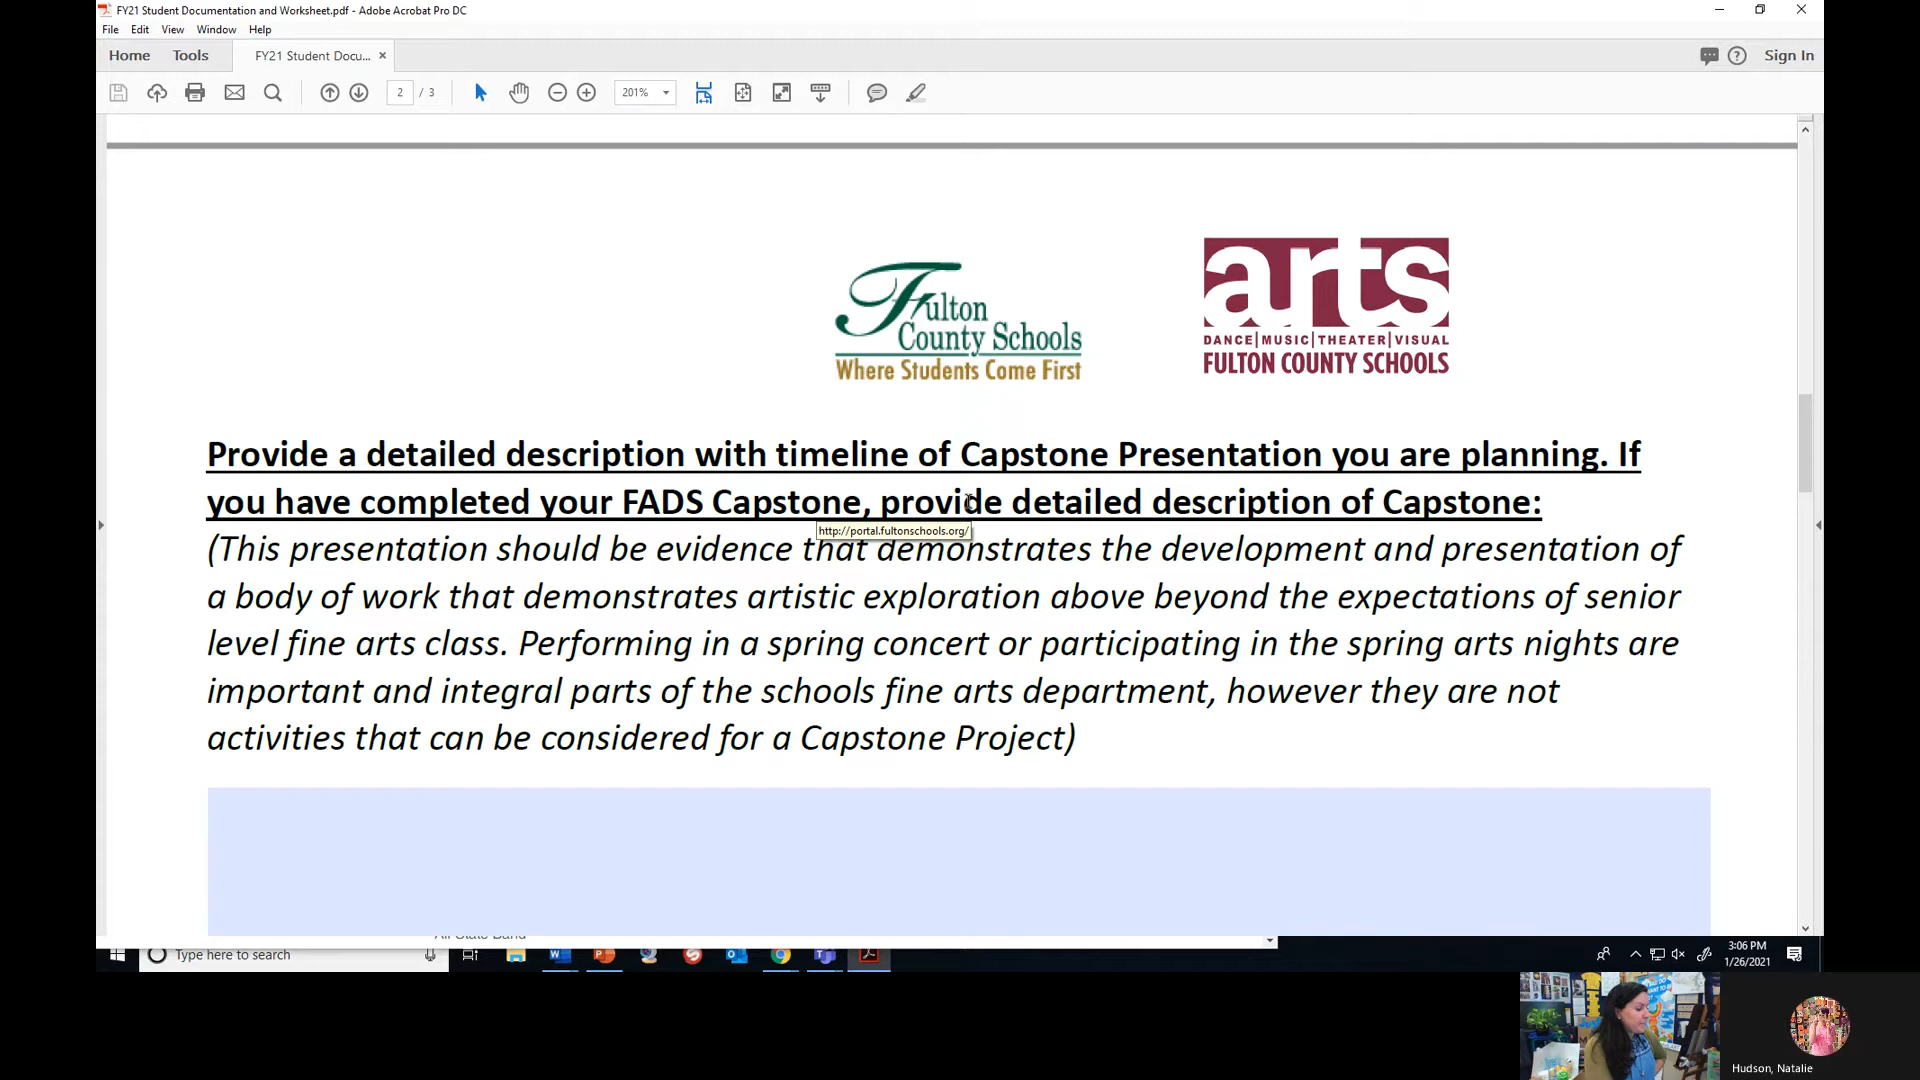 FY21 Student Documentation and Worksheet.pdf - Adobe Acrobat Pro DC
File Edit View Window Help
Home Tools FY21 Student Docu... × Sign In
2 / 3 201%
Fulton
County Schools
Where Students Come First
arts
DANCE|MUSIC|THEATER|VISUAL
FULTON COUNTY SCHOOLS
Provide a detailed description with timeline of Capstone Presentation you are planning. If
you have completed your FADS Capstone, provide detailed description of Capstone:
http://portal.fultonschools.org/
(This presentation should be evidence that demonstrates the development and presentation of
a body of work that demonstrates artistic exploration above beyond the expectations of senior
level fine arts class. Performing in a spring concert or participating in the spring arts nights are
important and integral parts of the schools fine arts department, however they are not
activities that can be considered for a Capstone Project)
All State Band
Type here to search
3:06 PM
1/26/2021
Hudson, Natalie